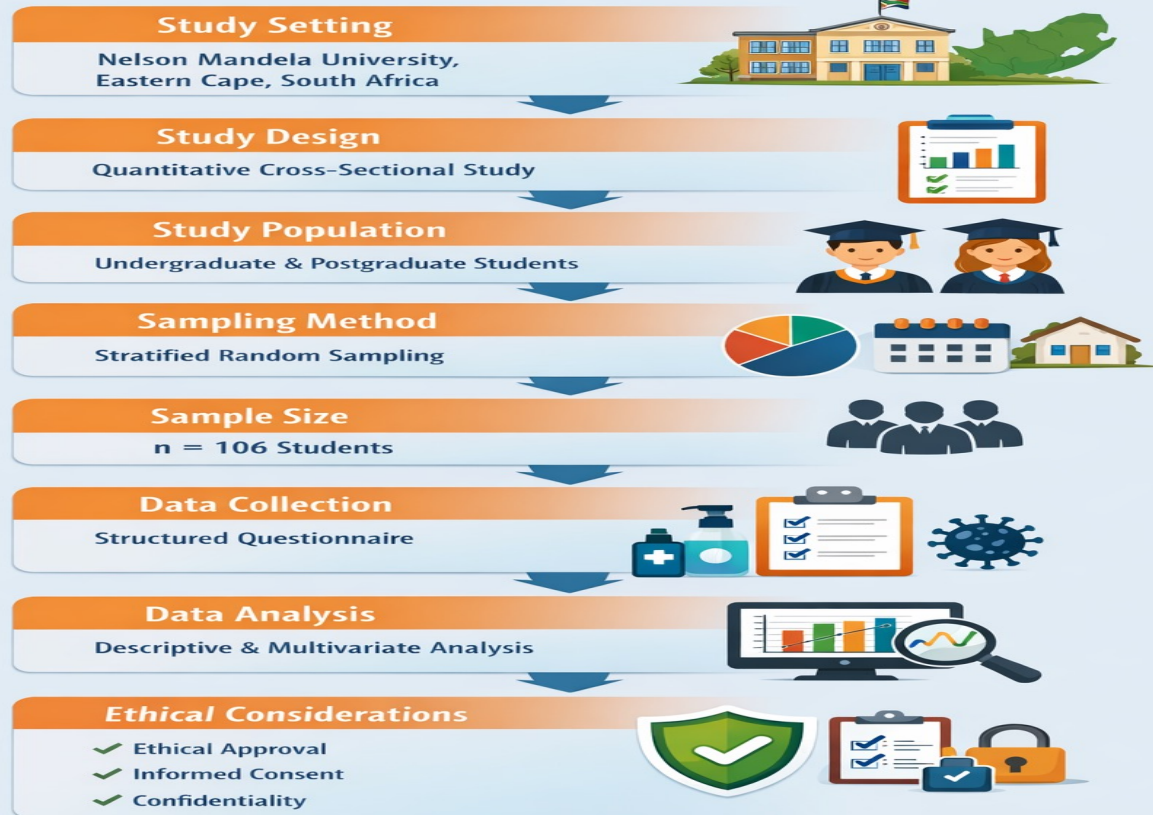 Study Setting
Nelson Mandela University,
Eastern Cape, South Africa
Study Design
Quantitative Cross-Sectional Study
Study Population
Undergraduate & Postgraduate Students
Sampling Method
Stratified Random Sampling
Sample Size
n = 106 Students
Data Collection
Structured Questionnaire
Data Analysis
Descriptive & Multivariate Analysis
Ethical Considerations
Ethical Approval
Informed Consent
Confidentiality